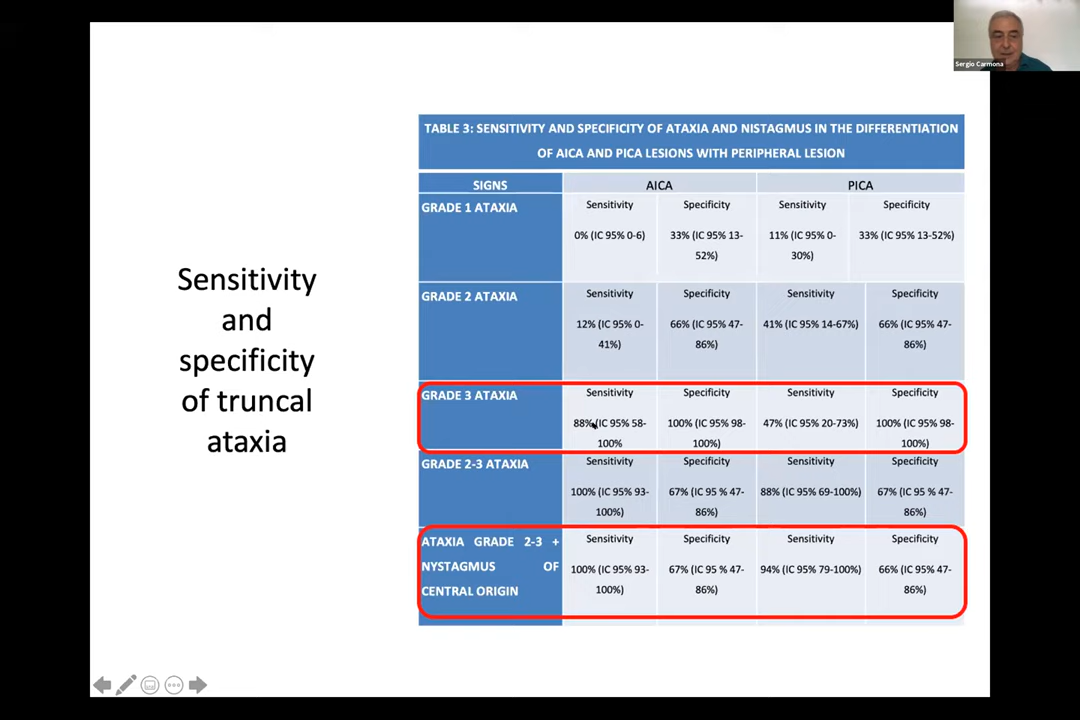 Sergio Carmona
Sensitivity
and
specificity
of truncal
ataxia
TABLE 3: SENSITIVITY AND SPECIFICITY OF ATAXIA AND NISTAGMUS IN THE DIFFERENTIATION
OF AICA AND PICA LESIONS WITH PERIPHERAL LESION
SIGNS AICA PICA
GRADE 1 ATAXIA Sensitivity Specificity Sensitivity Specificity
0% (IC 95% 0-6) 33% (IC 95% 13- 11% (IC 95% 0- 33% (IC 95% 13-52%)
52%) 30%)
GRADE 2 ATAXIA Sensitivity Specificity Sensitivity Specificity
12% (IC 95% 0- 66% (IC 95% 47- 41% (IC 95% 14-67%) 66% (IC 95% 47-
41%) 86%) 86%)
GRADE 3 ATAXIA Sensitivity Specificity Sensitivity Specificity
88% (IC 95% 58- 100% (IC 95% 98- 47% (IC 95% 20-73%) 100% (IC 95% 98-
100% 100%) 100%)
GRADE 2-3 ATAXIA Sensitivity Specificity Sensitivity Specificity
100% (IC 95% 93- 67% (IC 95 % 47- 88% (IC 95% 69-100%) 67% (IC 95 % 47-
100%) 86%) 86%)
ATAXIA GRADE 2-3 + Sensitivity Specificity Sensitivity Specificity
NYSTAGMUS OF 100% (IC 95% 93- 67% (IC 95 % 47- 94% (IC 95% 79-100%) 66% (IC 95% 47-
CENTRAL ORIGIN 100%) 86%) 86%)